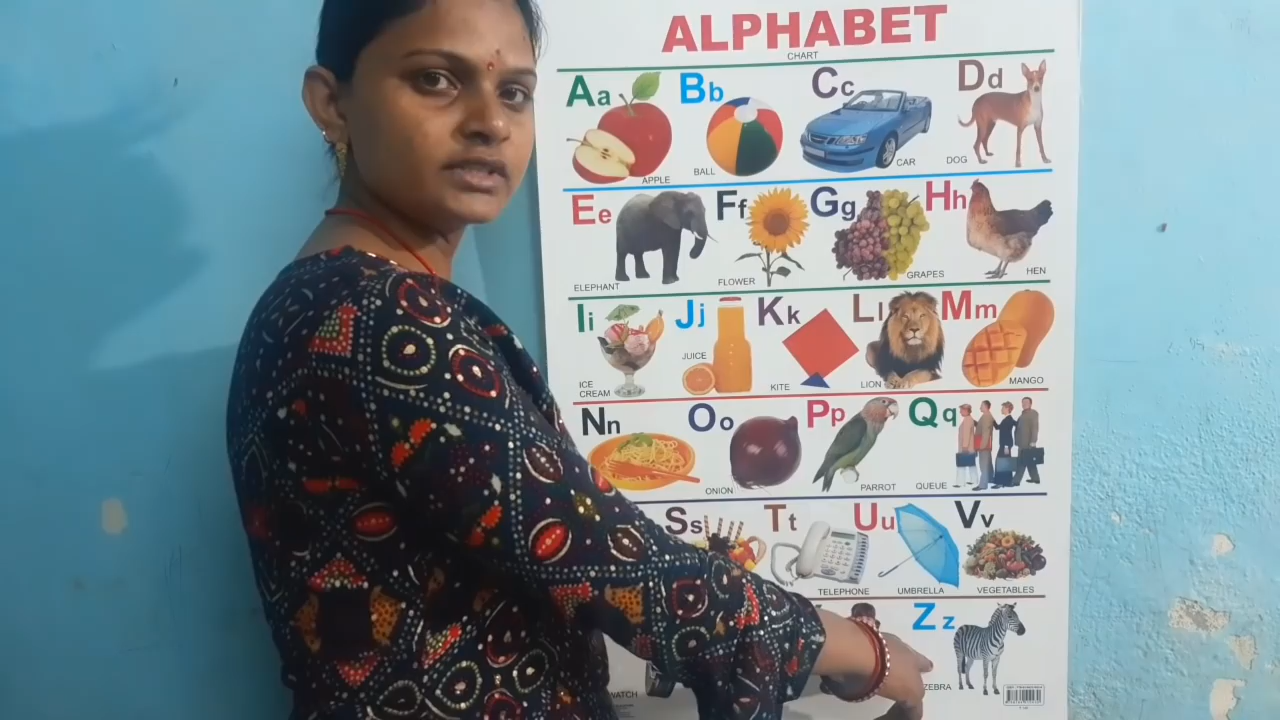 ALPHABET
CHART
Aa Bb Cc Dd
APPLE BALL CAR DOG
Ee Ff Gg Hh
ELEPHANT FLOWER GRAPES HEN
Ii Jj Kk Ll Mm
ICE CREAM JUICE KITE LION MANGO
Nn Oo Pp Qq
ONION PARROT QUEUE
Ss Tt Uu Vv
TELEPHONE UMBRELLA VEGETABLES
Zz
WATCH ZEBRA